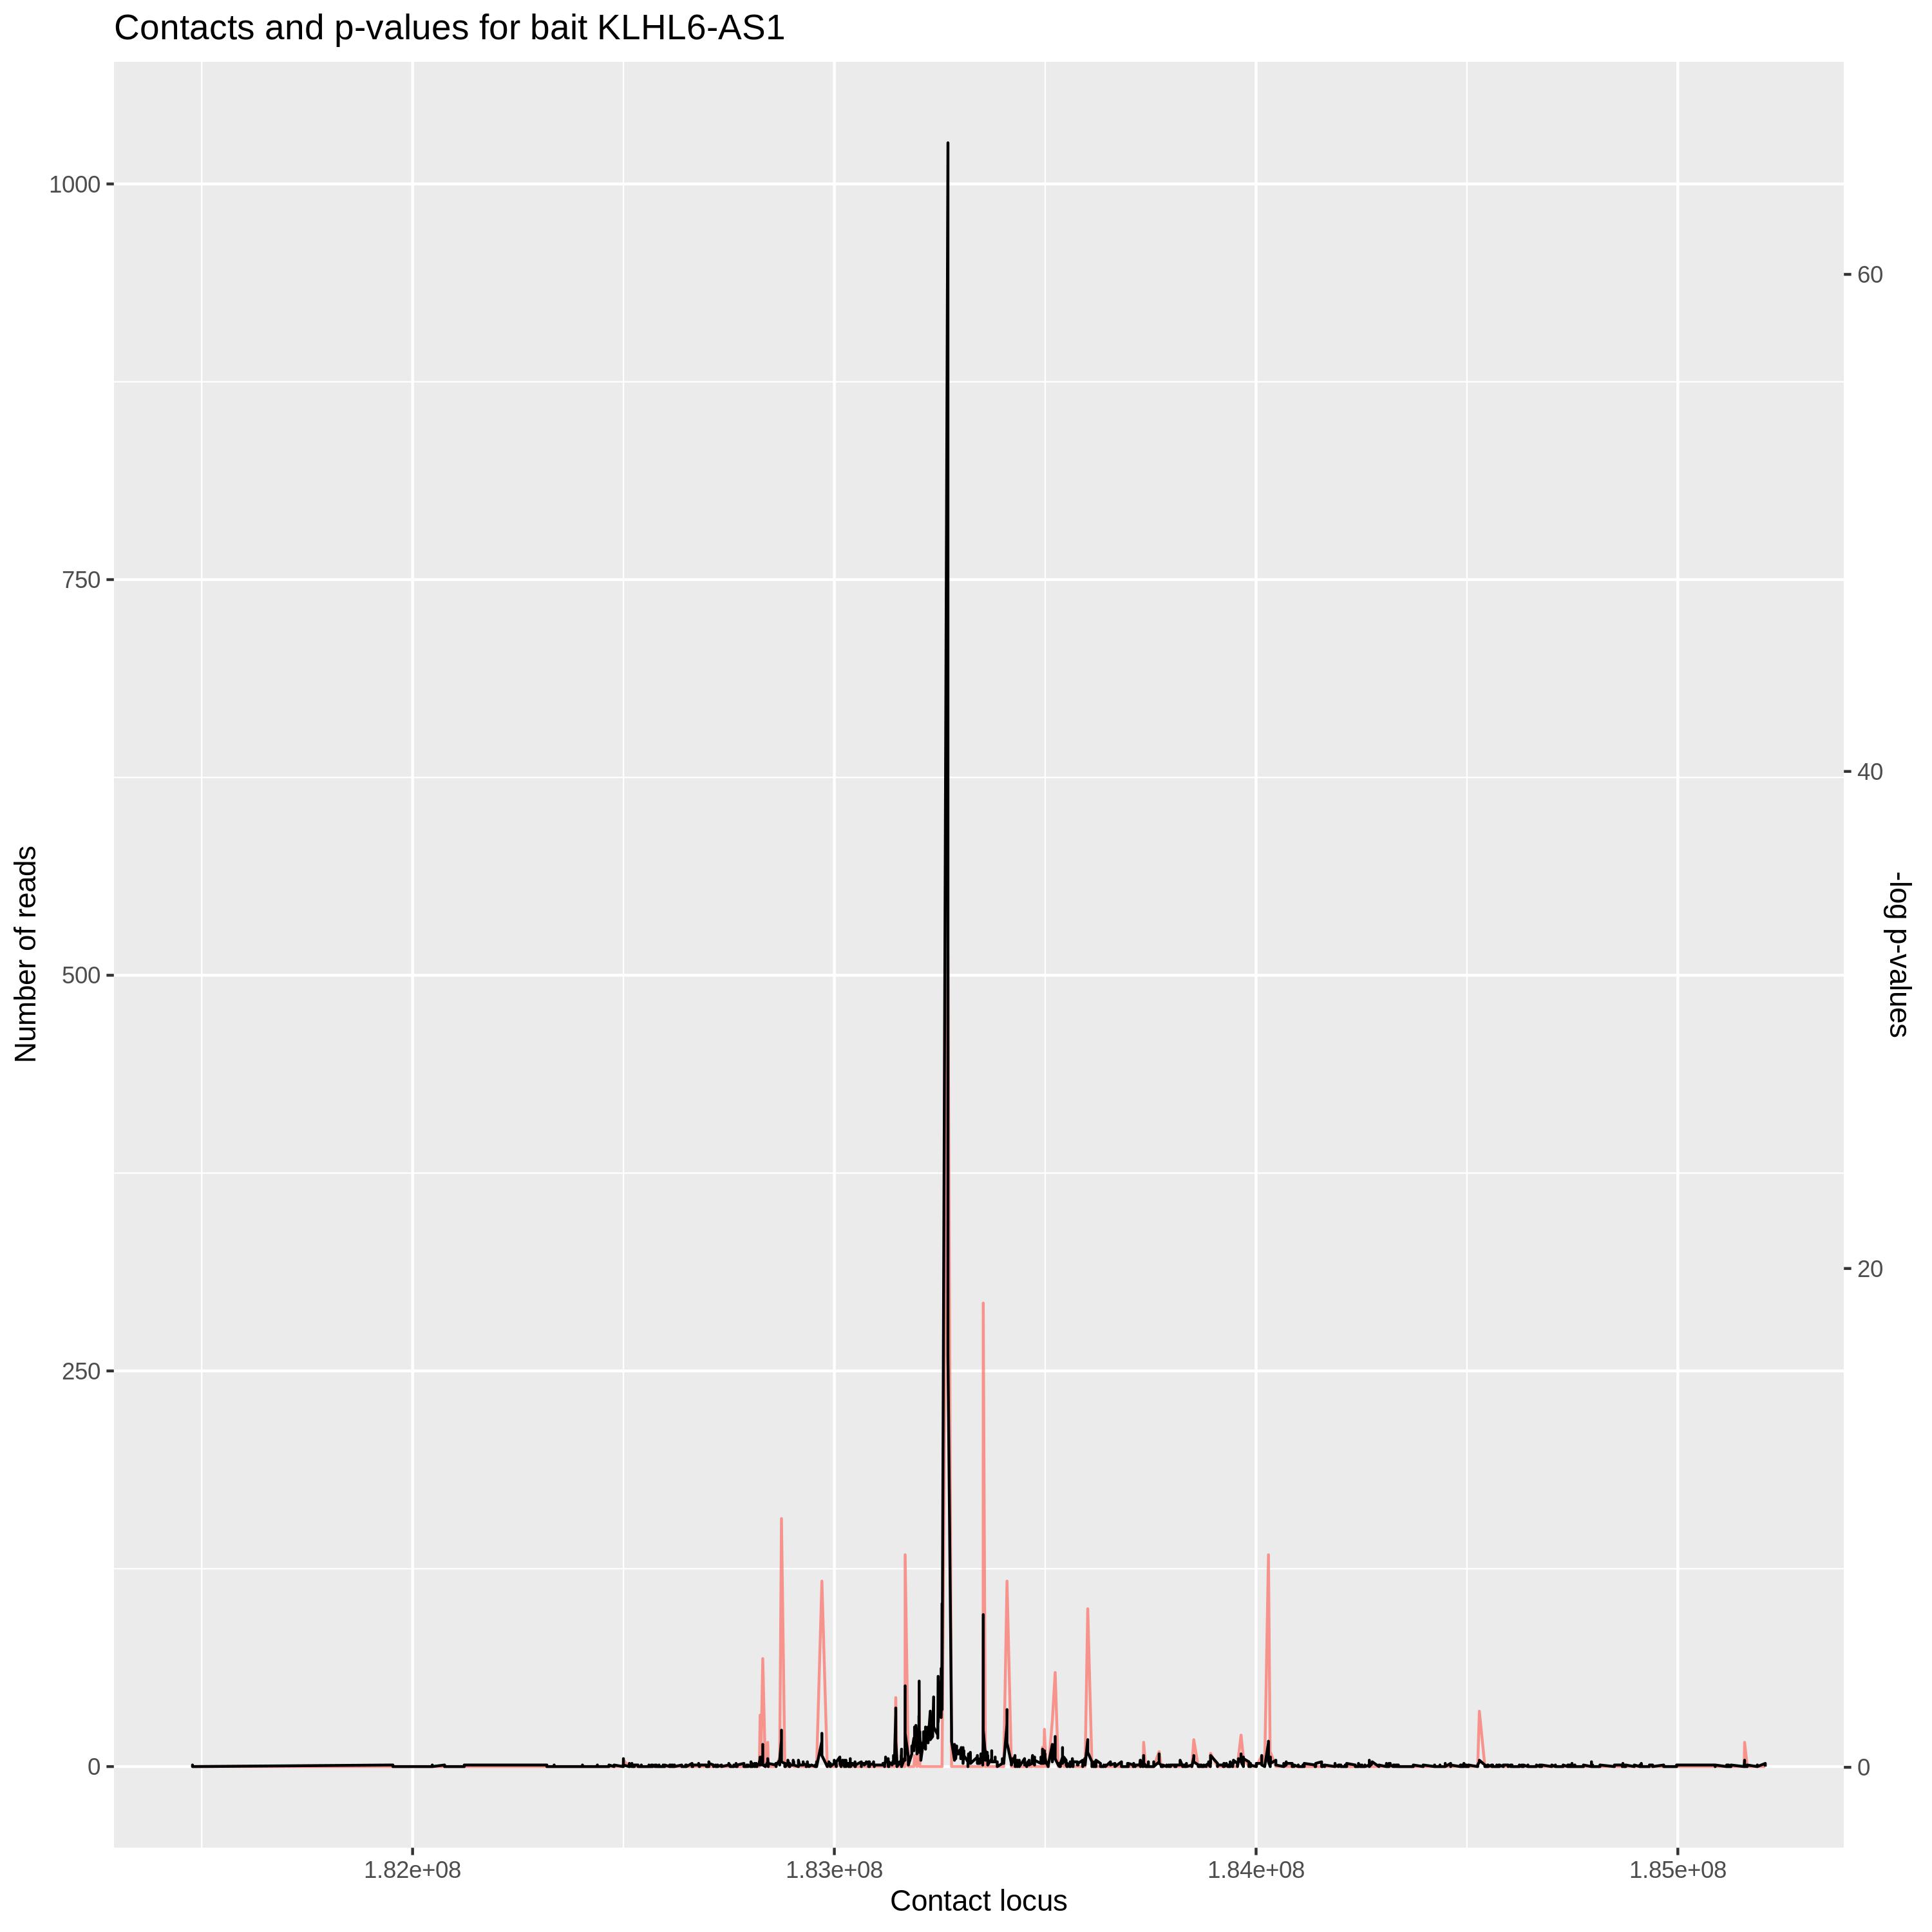 Contacts and p-values for bait KLHL6-AS1
1000
750
500
250
0
Number of reads
60
40
20
0
-log p-values
1.82e+08
1.83e+08
1.84e+08
1.85e+08
Contact locus